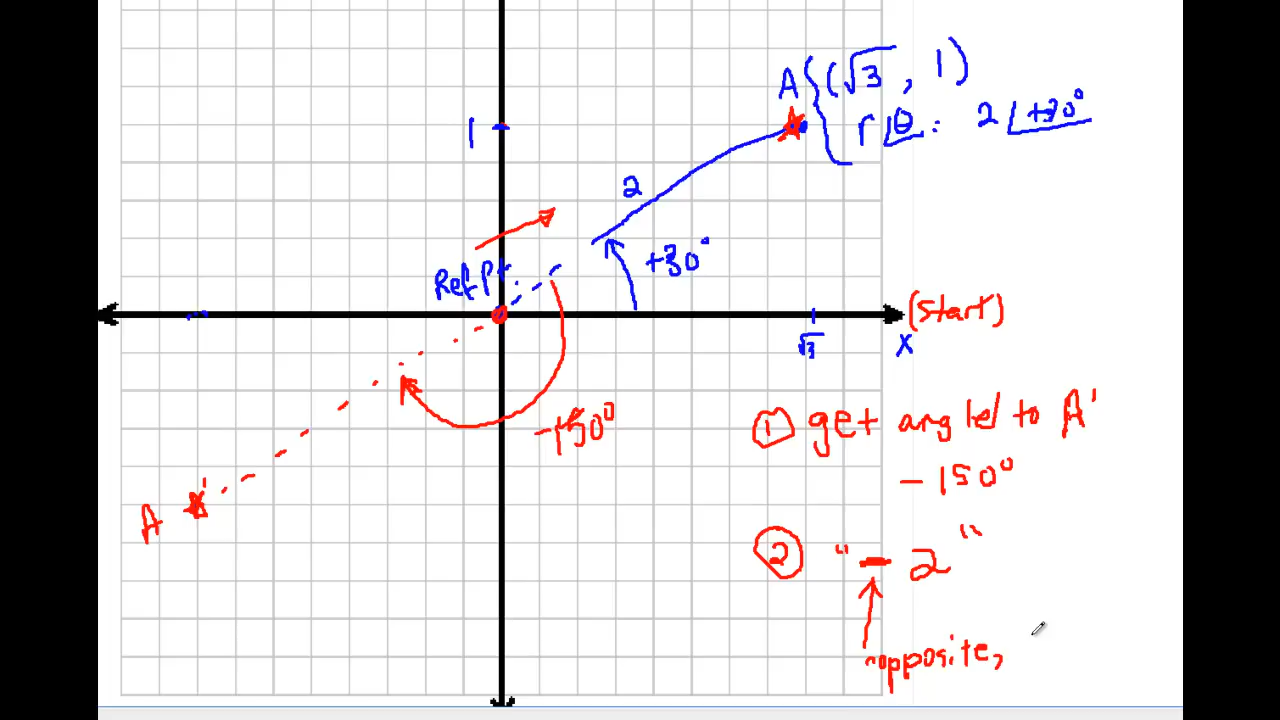 A { (√3, 1)
r∠θ : 2 ∠+30°
1
2
+30°
Ref Pt
(start)
√3
x
-150°
A'
① get angle to A'
-150°
② "-2"
opposite,